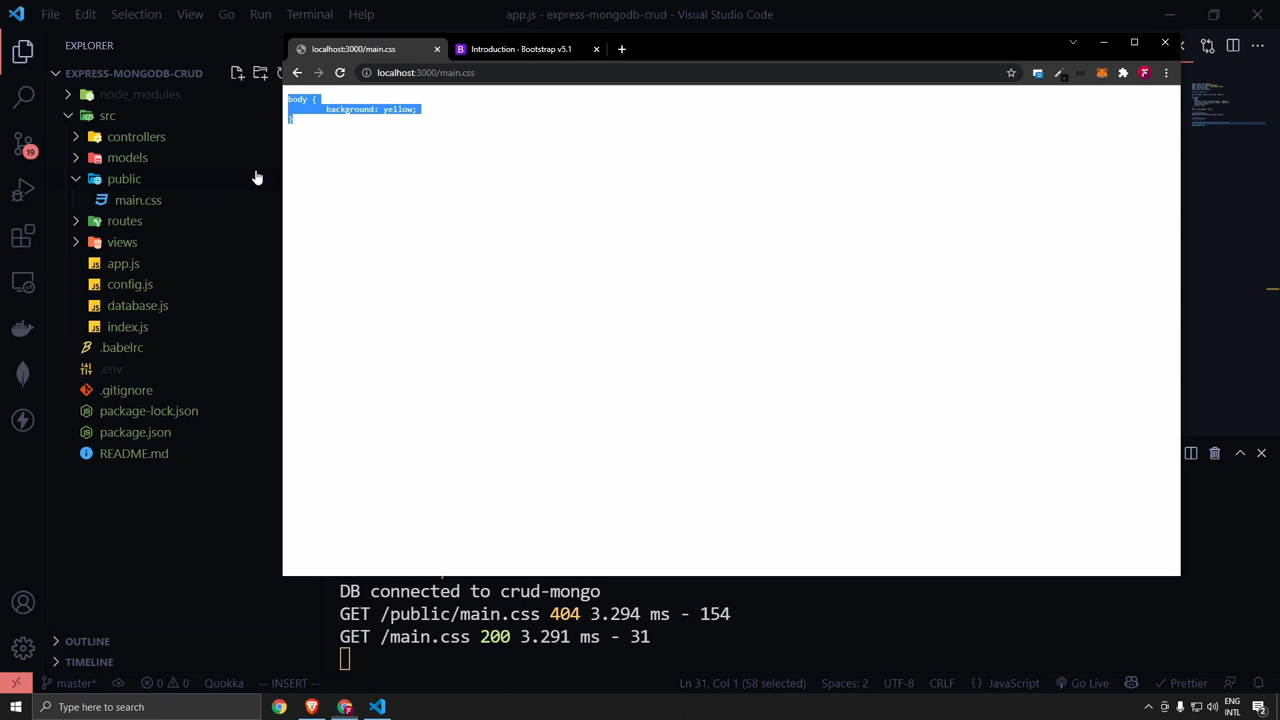 File Edit Selection View Go Run Terminal Help
app.js - express-mongodb-crud - Visual Studio Code
EXPLORER
EXPRESS-MONGODB-CRUD
node_modules
src
controllers
models
public
main.css
routes
views
app.js
config.js
database.js
index.js
.babelrc
.env
.gitignore
package-lock.json
package.json
README.md
OUTLINE
TIMELINE
19
localhost:3000/main.css
Introduction · Bootstrap v5.1
localhost:3000/main.css
body {
background: yellow;
}
DB connected to crud-mongo
GET /public/main.css 404 3.294 ms - 154
GET /main.css 200 3.291 ms - 31
master* 0 0 Quokka -- INSERT -- Ln 31, Col 1 (58 selected) Spaces: 2 UTF-8 CRLF {} JavaScript Go Live Prettier
Type here to search
ENG
INTL
2